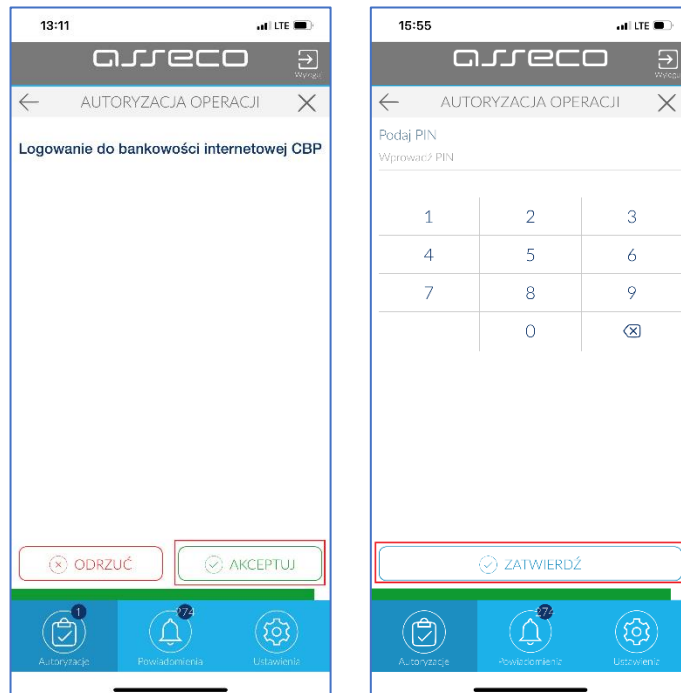 13:11
LTE
asseco
AUTORYZACJA OPERACJI
Logowanie do bankowości internetowej CBP
ODRZUĆ
AKCEPTUJ
1
274
Autoryzacje
Powiadomienia
Ustawienia
15:55
LTE
asseco
AUTORYZACJA OPERACJI
Podaj PIN
Wprowadź PIN
1 2 3
4 5 6
7 8 9
0
ZATWIERDŹ
274
Autoryzacje
Powiadomienia
Ustawienia